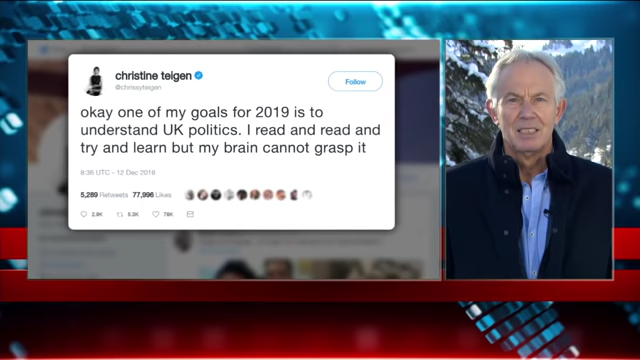 christine teigen
@chrissyteigen
Follow
okay one of my goals for 2019 is to
understand UK politics. I read and read and
try and learn but my brain cannot grasp it
8:35 UTC - 12 Dec 2018
5,289 Retweets 77,996 Likes
2.8K 5.3K 78K